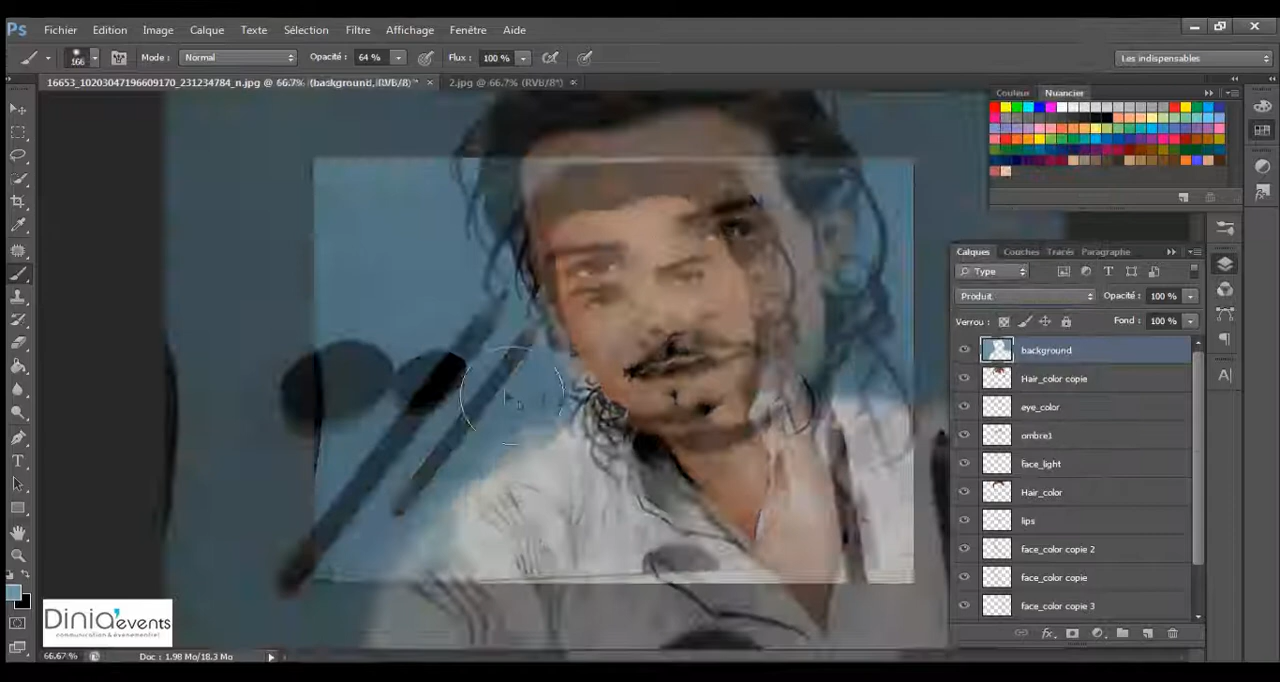 Ps Fichier Edition Image Calque Texte Sélection Filtre Affichage Fenêtre Aide
166 Mode : Normal Opacité : 64 % Flux : 100 % Les indispensables
16653_10203047196609170_231234784_n.jpg @ 66.7% (background, RVB/8) * × 2.jpg @ 66.7% (RVB/8*) ×
Couleur Nuancier
Calques Couches Tracés Paragraphe
Type
Produit Opacité : 100 %
Verrou : Fond : 100 %
background
Hair_color copie
eye_color
ombre1
face_light
Hair_color
lips
face_color copie 2
face_color copie
face_color copie 3
Dinia'events
communication & évenementiel
66.67 % Doc : 1.98 Mo/18.3 Mo